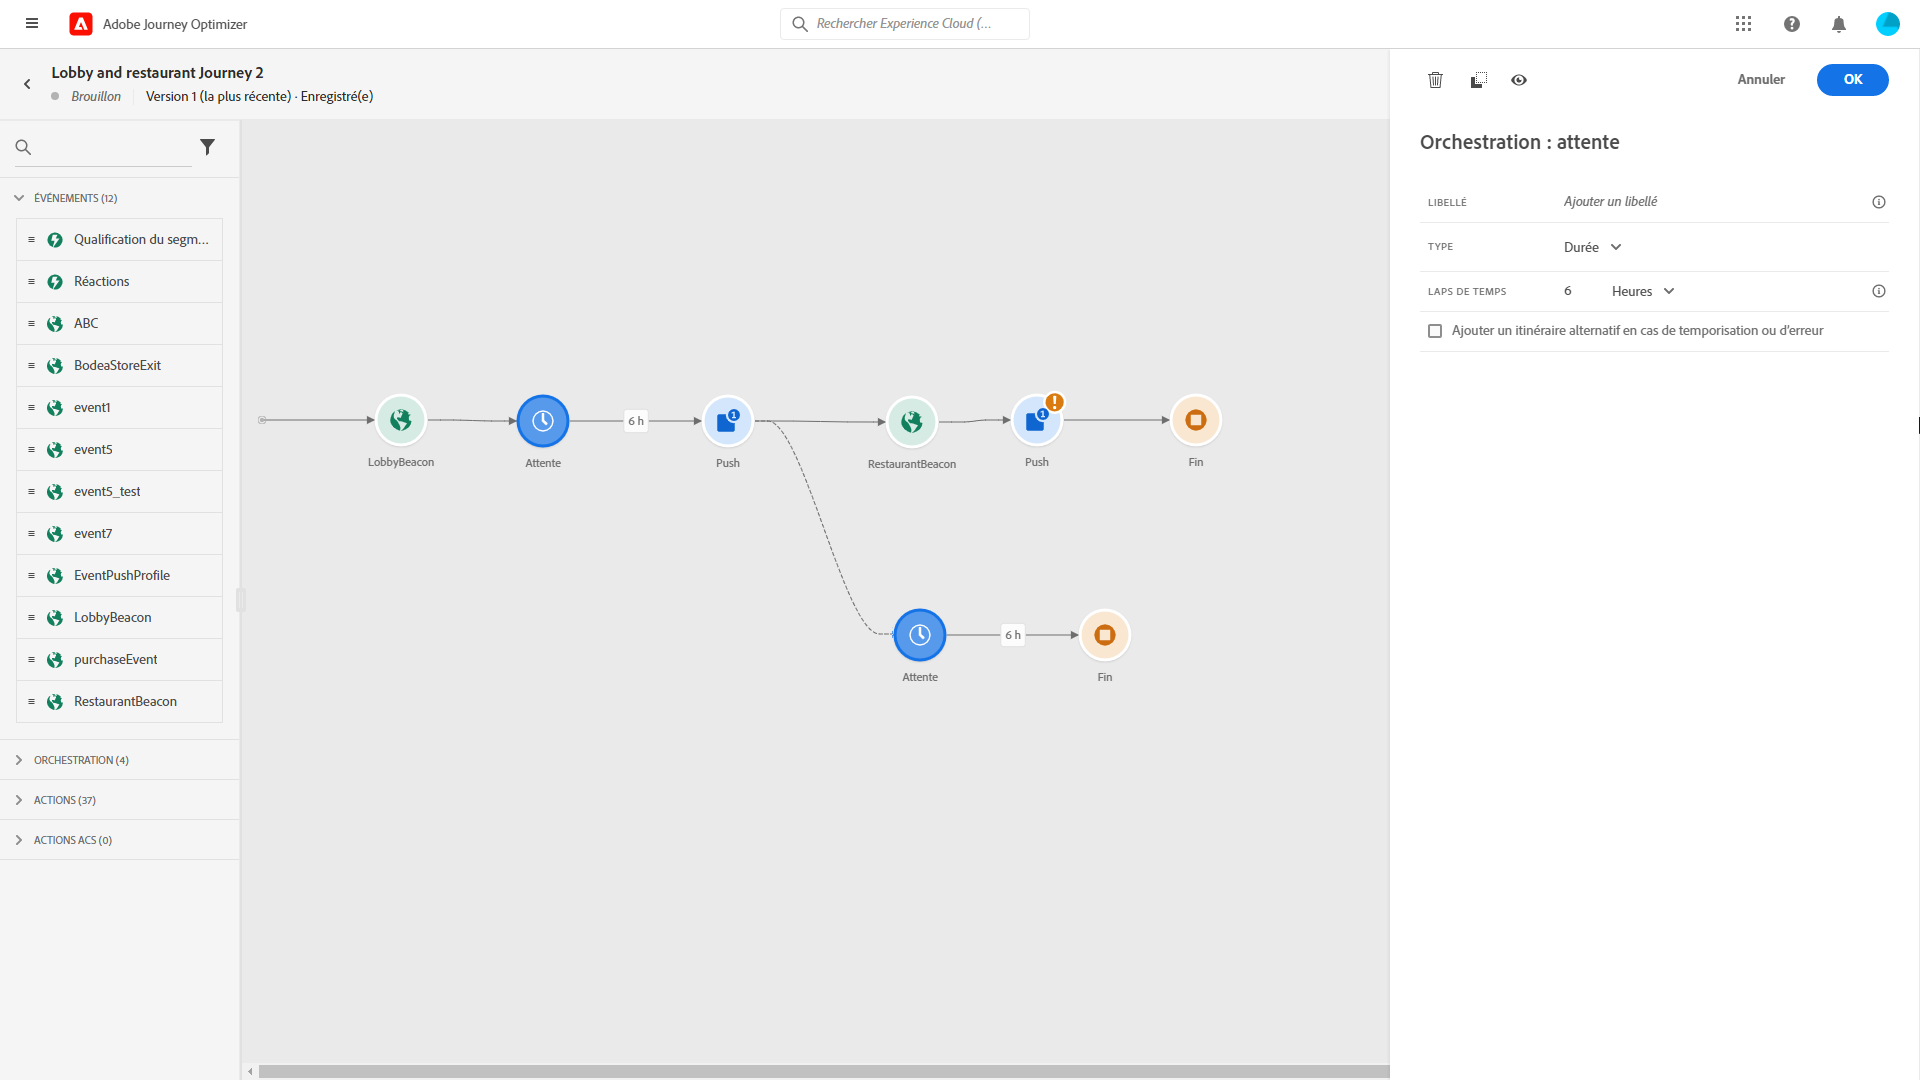 Adobe Journey Optimizer
Rechercher Experience Cloud (...
Lobby and restaurant Journey 2
Brouillon
Version 1 (la plus récente) · Enregistré(e)
Annuler
OK
ÉVÉNEMENTS (12)
Qualification du segm...
Réactions
ABC
BodeaStoreExit
event1
event5
event5_test
event7
EventPushProfile
LobbyBeacon
purchaseEvent
RestaurantBeacon
ORCHESTRATION (4)
ACTIONS (37)
ACTIONS ACS (0)
LobbyBeacon
Attente
6 h
1
Push
RestaurantBeacon
1
!
Push
Fin
Attente
6 h
Fin
Orchestration : attente
LIBELLÉ
Ajouter un libellé
TYPE
Durée
LAPS DE TEMPS
6
Heures
Ajouter un itinéraire alternatif en cas de temporisation ou d’erreur